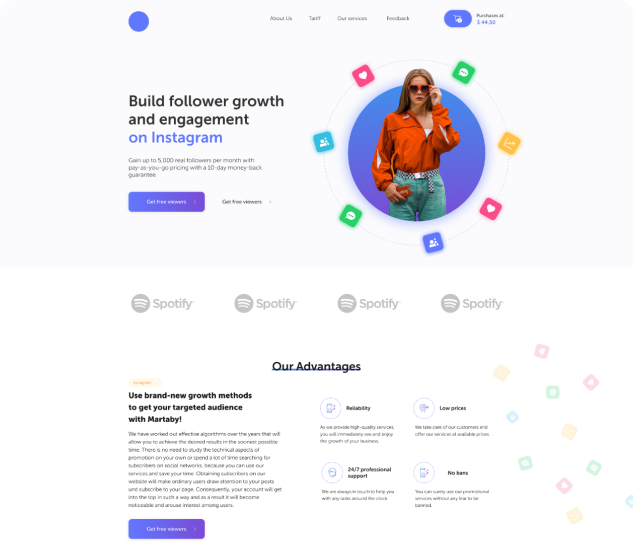 About Us
Tariff
Our services
Feedback
Purchases at:
$ 44.50
Build follower growth
and engagement
on Instagram
Gain up to 5,000 real followers per month with
pay-as-you-go pricing with a 10-day money-back
guarantee.
Get free viewers
Get free viewers
Spotify
Spotify
Spotify
Spotify
Our Advantages
Instagram
Use brand-new growth methods
to get your targeted audience
with Martaby!
We have worked out effective algorithms over the years that will
allow you to achieve the desired results in the soonest possible
time. There is no need to study the technical aspects of
promotion on your own or spend a lot of time searching for
subscribers on social networks, because you can use our
services and save your time. Obtaining subscribers on our
website will make ordinary users draw attention to your posts
und subscribe to your page. Consequently, your account will get
into the top in such a way and as a result it will become
noticeable and arouse interest among users.
Get free viewers
Reliability
As we provide high-quality services,
you will immediately see and enjoy
the growth of your business.
Low prices
We take care of our customers and
offer our services at available prices.
24/7 professional
support
We are always in touch to help you
with any tasks around the clock.
No bans
You can surely use our promotional
services without any fear to be
banned.